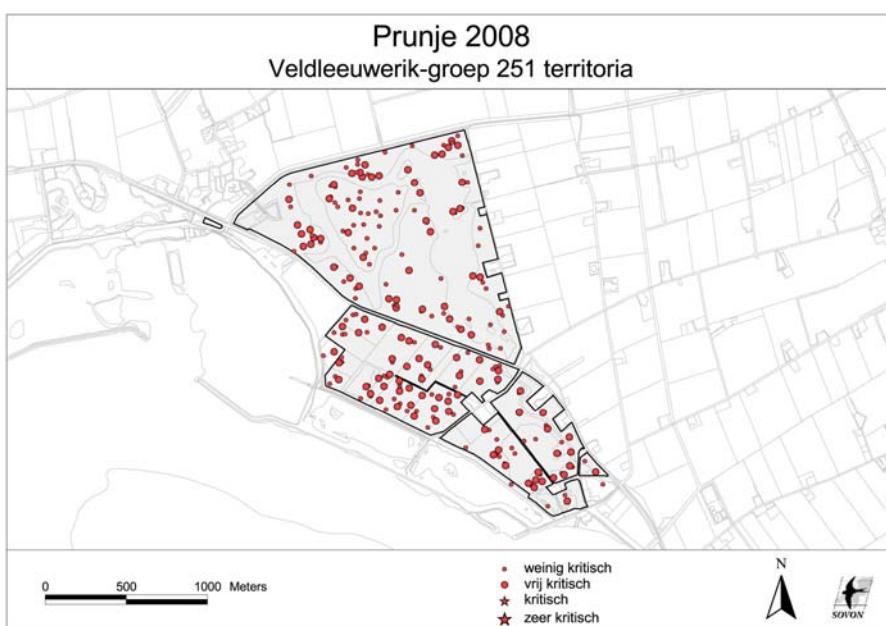 Prunje 2008
Veldleeuwerik-groep 251 territoria
0 500 1000 Meters
weinig kritisch
vrij kritisch
kritisch
zeer kritisch
N
SOVON